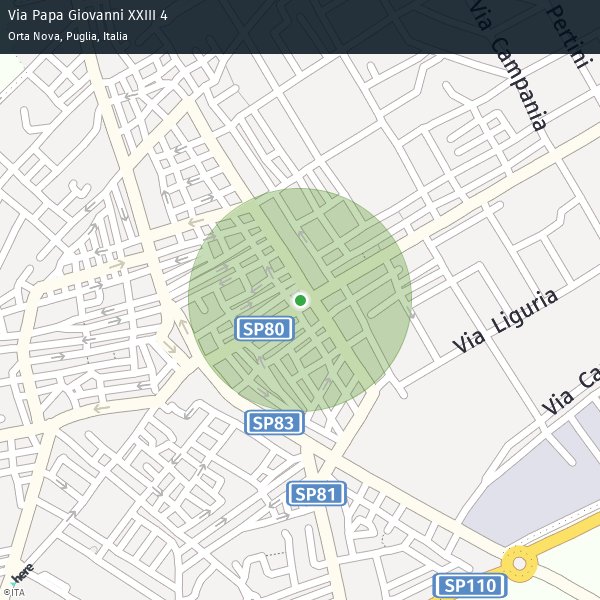 Via Papa Giovanni XXIII 4
Orta Nova, Puglia, Italia
Via Campania
Pertini
SP80
Via Liguria
Via Ca
SP83
SP81
SP110
here
©ITA